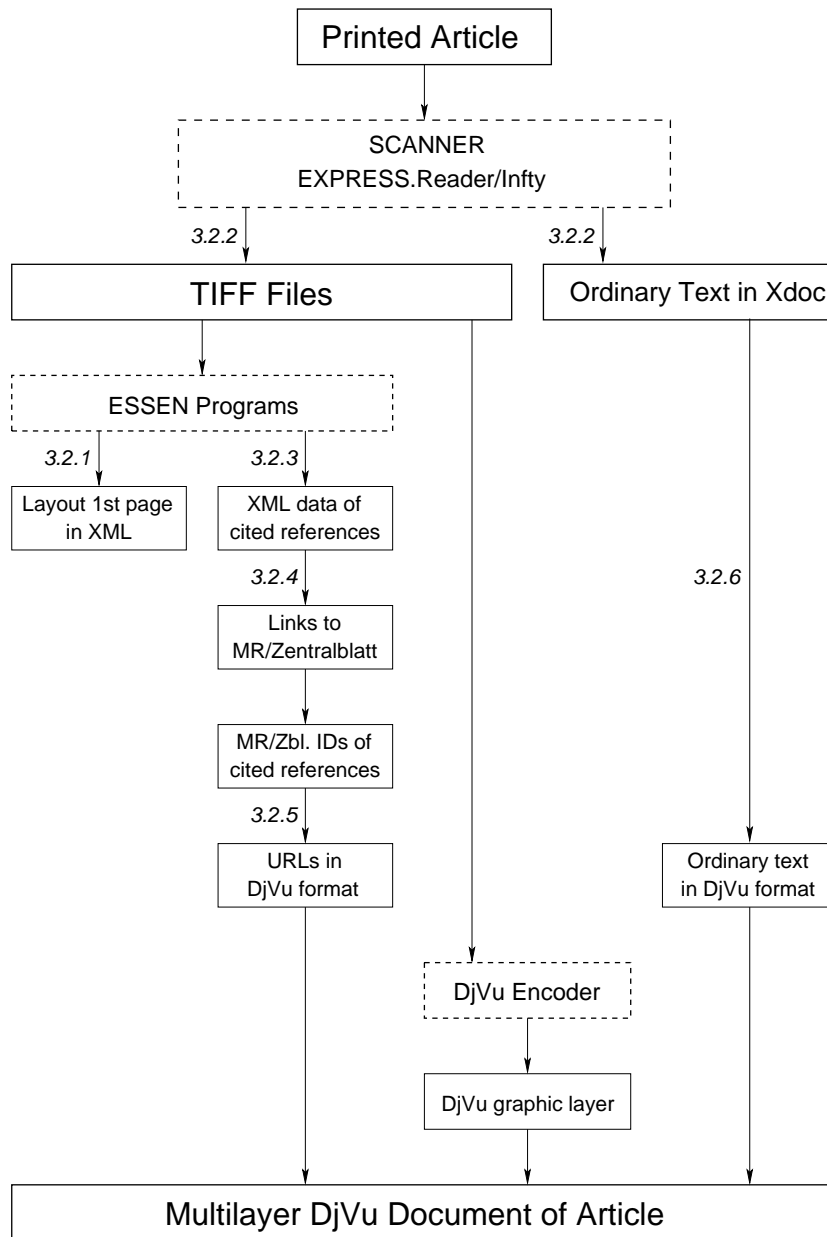 Printed Article
SCANNER
EXPRESS.Reader/Infty
3.2.2
3.2.2
TIFF Files
Ordinary Text in Xdoc
ESSEN Programs
3.2.1
3.2.3
Layout 1st page
in XML
XML data of
cited references
3.2.4
3.2.6
Links to
MR/Zentralblatt
MR/Zbl. IDs of
cited references
3.2.5
URLs in
DjVu format
Ordinary text
in DjVu format
DjVu Encoder
DjVu graphic layer
Multilayer DjVu Document of Article